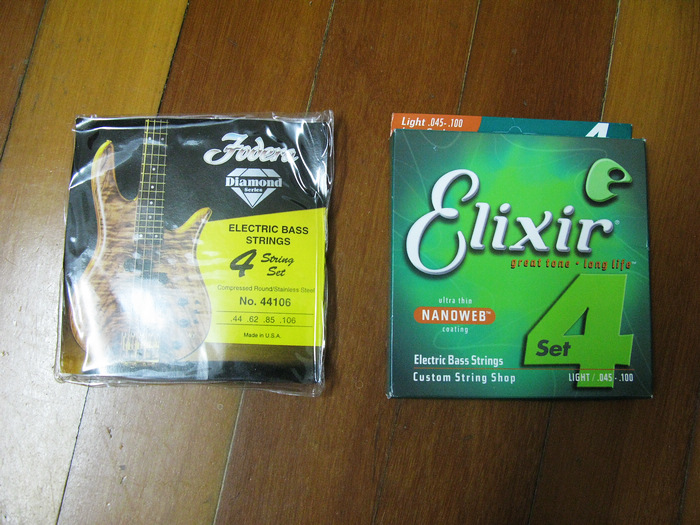 Fodera
Diamond
Series
ELECTRIC BASS
STRINGS
4 String
Set
Compressed Round/Stainless Steel
No. 44106
.44 .62 .85 .106
Made in U.S.A.
Light .045-.100
4
Elixir®
great tone • long life™
ultra thin
NANOWEB™
coating
4
Set
Electric Bass Strings
Custom String Shop
LIGHT / .045 - .100